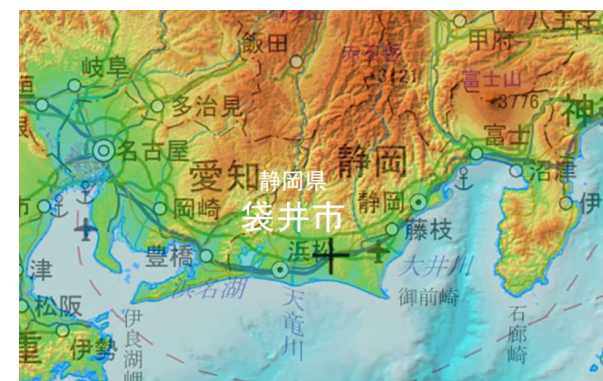 飯田
甲府
八王子
岐阜
3421
富士山
3776
多治見
名古屋
富士
神
沼津
愛知
静岡
静岡県
岡崎
袋井市
静岡
伊
藤枝
豊橋
浜松
大井川
津
浜名湖
御前崎
松阪
天竜川
伊良湖岬
石廊崎
重
伊勢